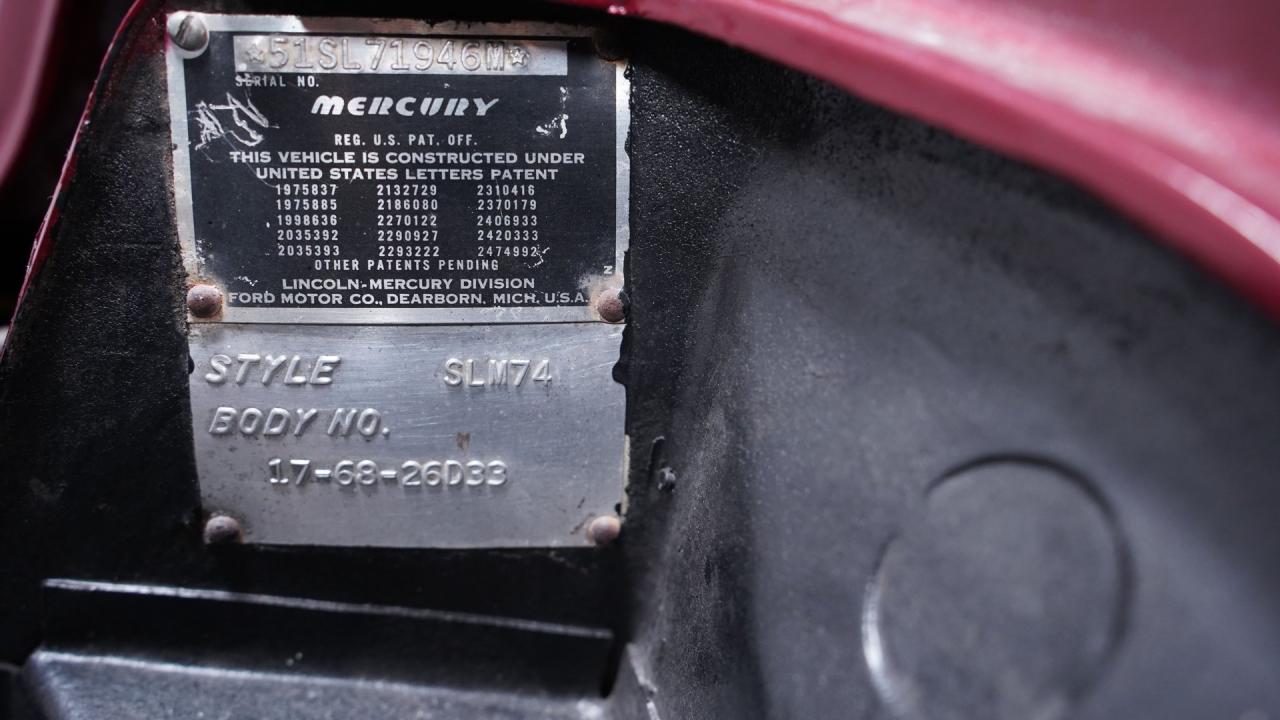 ☆51SL71946M☆
SERIAL NO.
MERCURY
REG. U.S. PAT. OFF.
THIS VEHICLE IS CONSTRUCTED UNDER
UNITED STATES LETTERS PATENT
1975837 2132729 2310416
1975885 2186080 2370179
1998636 2270122 2406933
2035392 2290927 2420333
2035393 2293222 2474992
OTHER PATENTS PENDING
N
LINCOLN-MERCURY DIVISION
FORD MOTOR CO., DEARBORN, MICH. U.S.A.
STYLE SLM74
BODY NO.
17-68-26D33